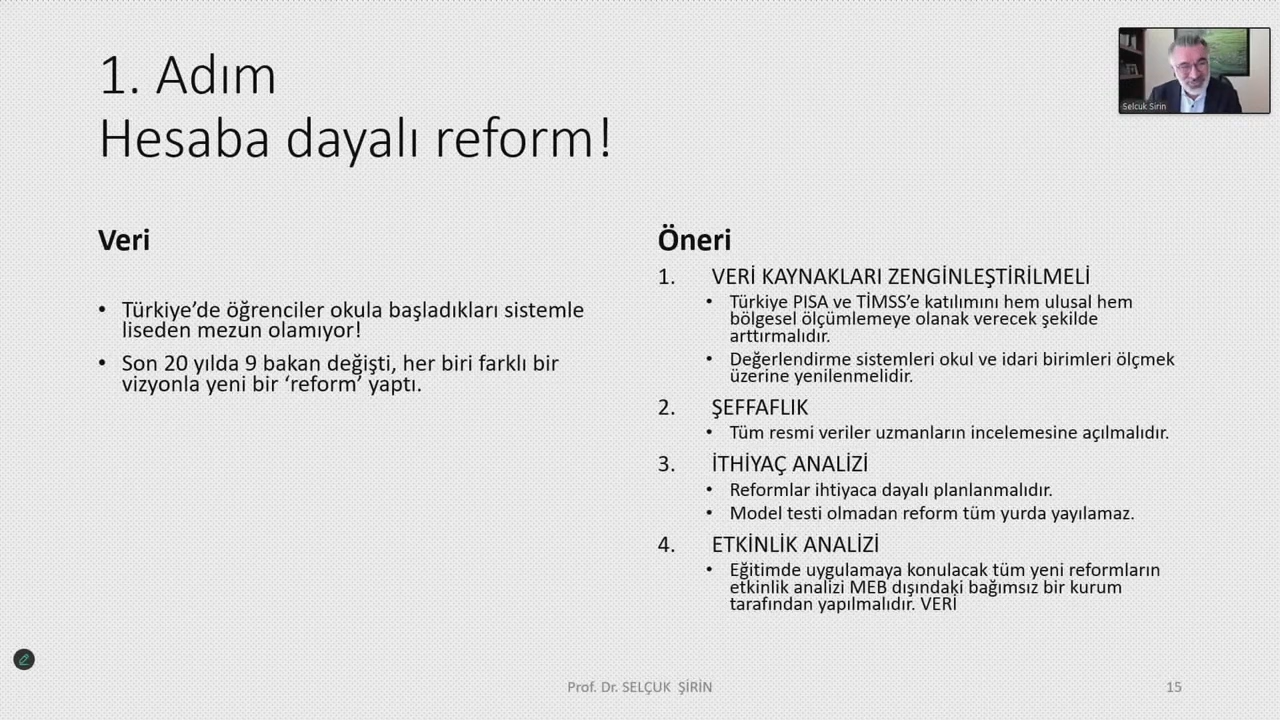 1. Adım
Hesaba dayalı reform!
Selcuk Sirin
Veri
• Türkiye’de öğrenciler okula başladıkları sistemle
liseden mezun olamıyor!
• Son 20 yılda 9 bakan değişti, her biri farklı bir
vizyonla yeni bir ‘reform’ yaptı.
Öneri
1. VERİ KAYNAKLARI ZENGİNLEŞTİRİLMELİ
• Türkiye PISA ve TİMSS’e katılımını hem ulusal hem
bölgesel ölçümlemeye olanak verecek şekilde
arttırmalıdır.
• Değerlendirme sistemleri okul ve idari birimleri ölçmek
üzerine yenilenmelidir.
2. ŞEFFAFLIK
• Tüm resmi veriler uzmanların incelemesine açılmalıdır.
3. İTHİYAÇ ANALİZİ
• Reformlar ihtiyaca dayalı planlanmalıdır.
• Model testi olmadan reform tüm yurda yayılamaz.
4. ETKİNLİK ANALİZİ
• Eğitimde uygulamaya konulacak tüm yeni reformların
etkinlik analizi MEB dışındaki bağımsız bir kurum
tarafından yapılmalıdır. VERİ
Prof. Dr. SELÇUK ŞİRİN
15